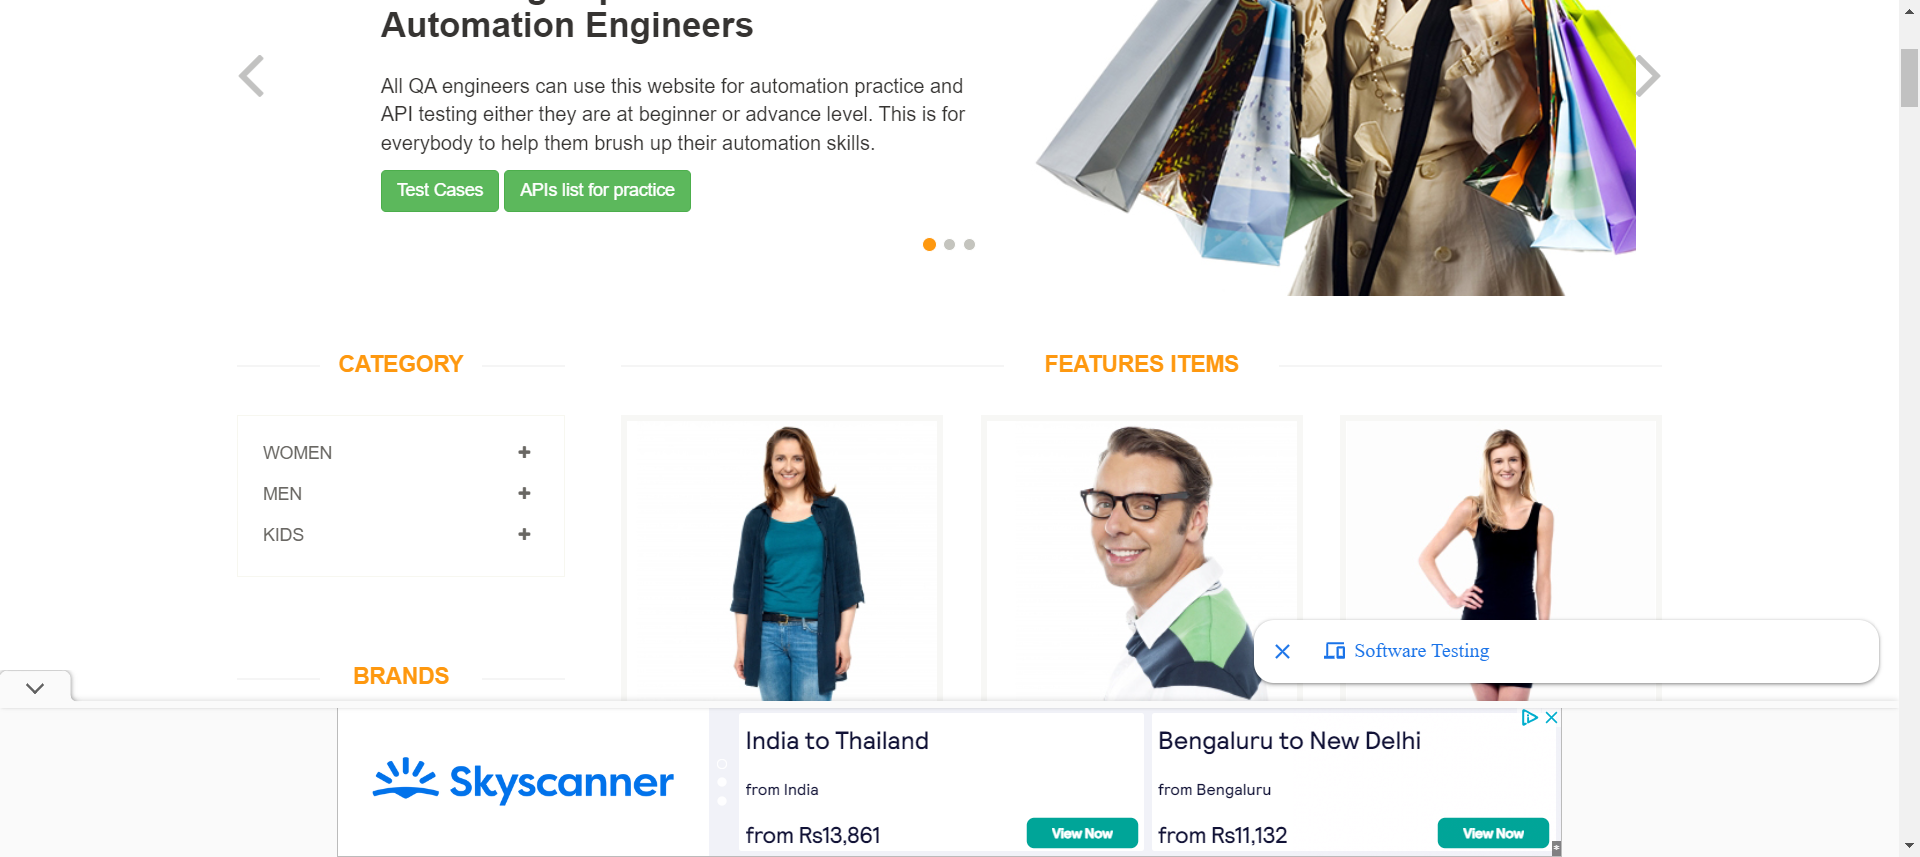 Automation Engineers
All QA engineers can use this website for automation practice and
API testing either they are at beginner or advance level. This is for
everybody to help them brush up their automation skills.
Test Cases
APIs list for practice
CATEGORY
FEATURES ITEMS
WOMEN
MEN
KIDS
Software Testing
BRANDS
Skyscanner
India to Thailand
from India
from Rs13,861
View Now
Bengaluru to New Delhi
from Bengaluru
from Rs11,132
View Now